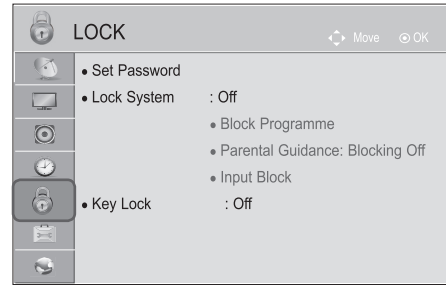 LOCK
Move OK
• Set Password
• Lock System : Off
• Block Programme
• Parental Guidance: Blocking Off
• Input Block
• Key Lock : Off